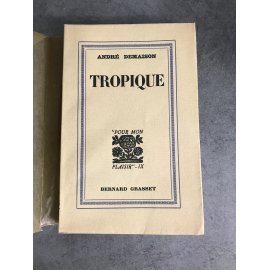 ANDRÉ DEMAISON
TROPIQUE
"POUR MON
PLAISIR"-IX
BERNARD GRASSET